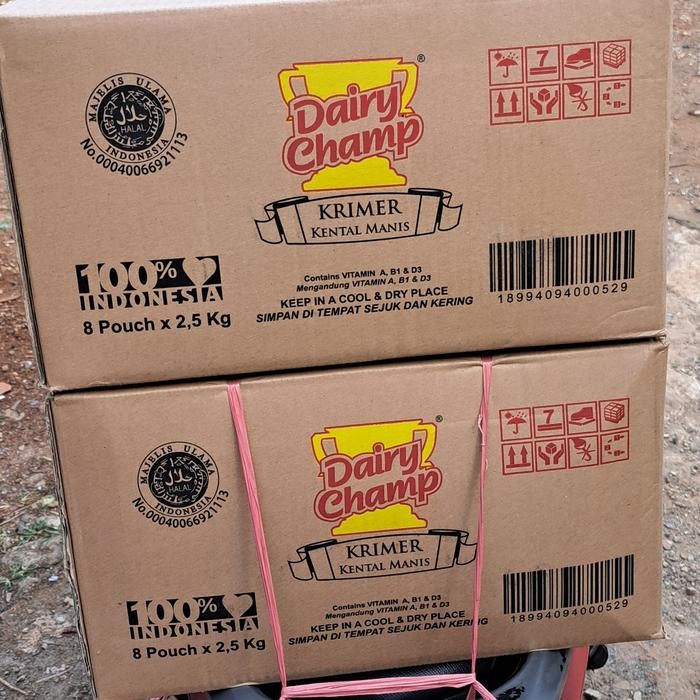 MAJELIS ULAMA
حلال
HALAL
INDONESIA
No.00040066921113
Dairy
Champ
®
KRIMER
KENTAL MANIS
7
100%
INDONESIA
8 Pouch x 2,5 Kg
Contains VITAMIN A, B1 & D3
Mengandung VITAMIN A, B1 & D3
KEEP IN A COOL & DRY PLACE
SIMPAN DI TEMPAT SEJUK DAN KERING
18994094000529
MAJELIS ULAMA
حلال
HALAL
INDONESIA
No.00040066921113
Dairy
Champ
®
KRIMER
KENTAL MANIS
7
100%
INDONESIA
8 Pouch x 2,5 Kg
Contains VITAMIN A, B1 & D3
Mengandung VITAMIN A, B1 & D3
KEEP IN A COOL & DRY PLACE
SIMPAN DI TEMPAT SEJUK DAN KERING
18994094000529